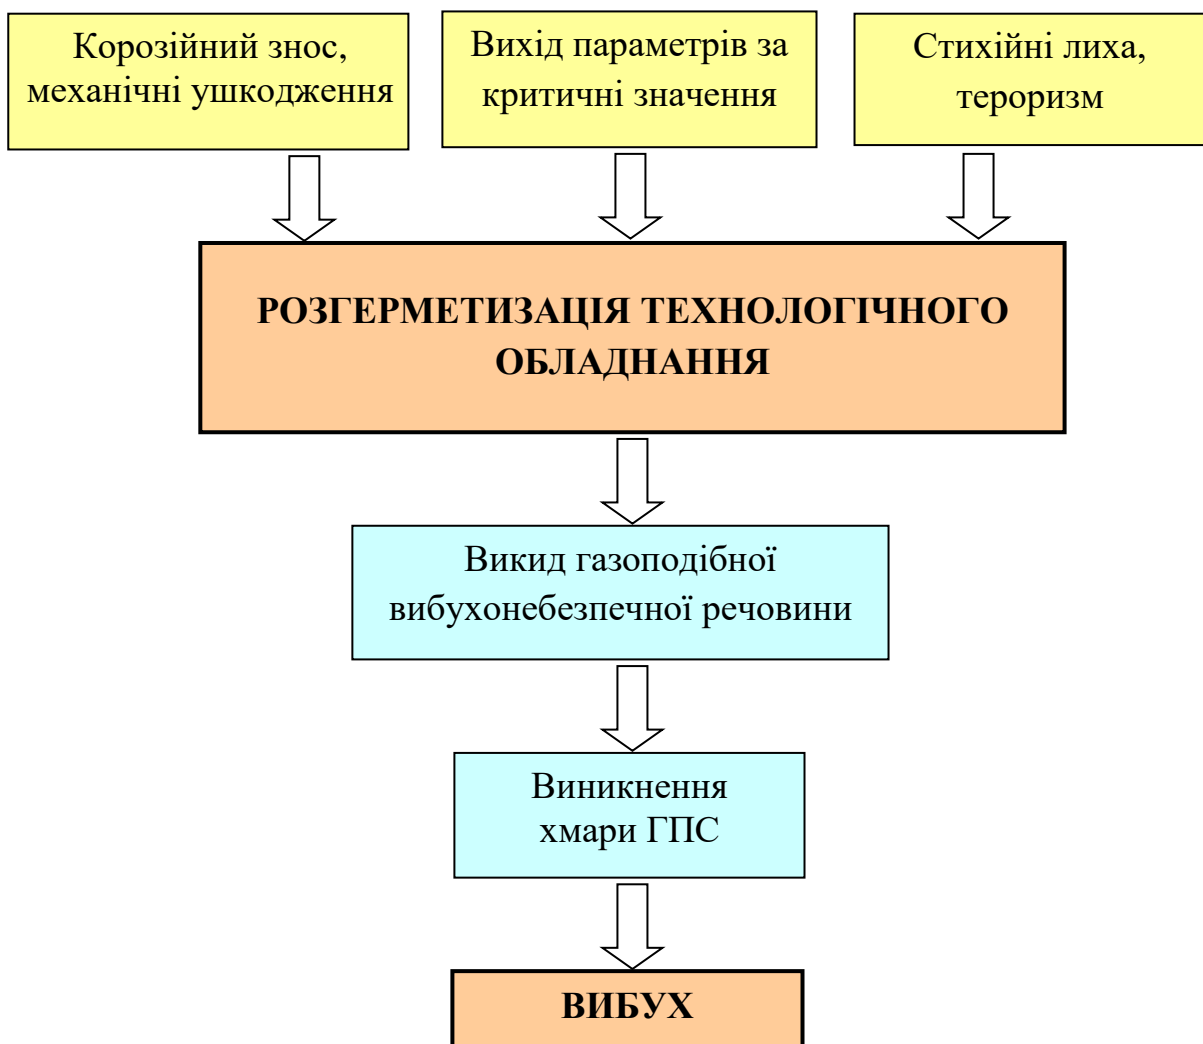 Корозійний знос,
механічні ушкодження
Вихід параметрів за
критичні значення
Стихійні лиха,
тероризм
РОЗГЕРМЕТИЗАЦІЯ ТЕХНОЛОГІЧНОГО
ОБЛАДНАННЯ
Викид газоподібної
вибухонебезпечної речовини
Виникнення
хмари ГПС
ВИБУХ